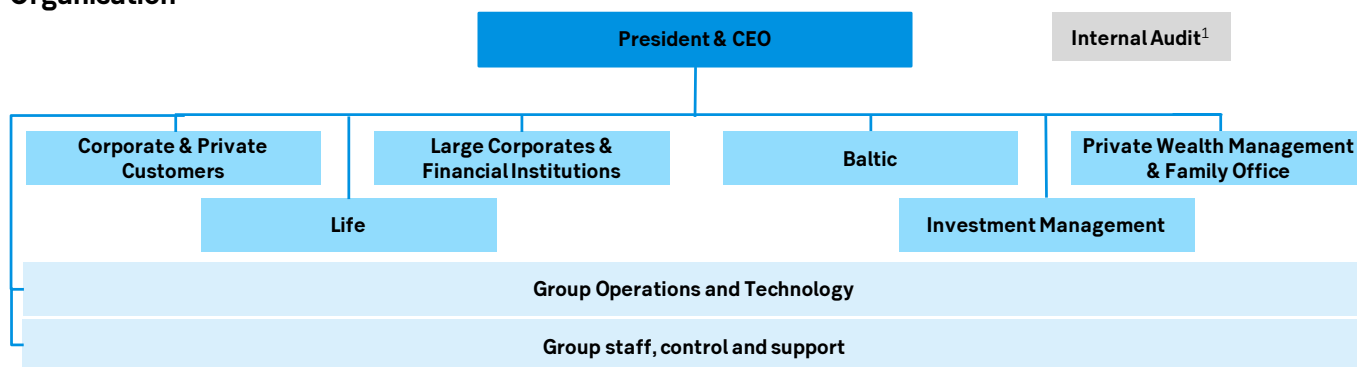 Organisation
President & CEO
Internal Audit¹
Corporate & Private
Customers
Large Corporates &
Financial Institutions
Baltic
Private Wealth Management
& Family Office
Life
Investment Management
Group Operations and Technology
Group staff, control and support